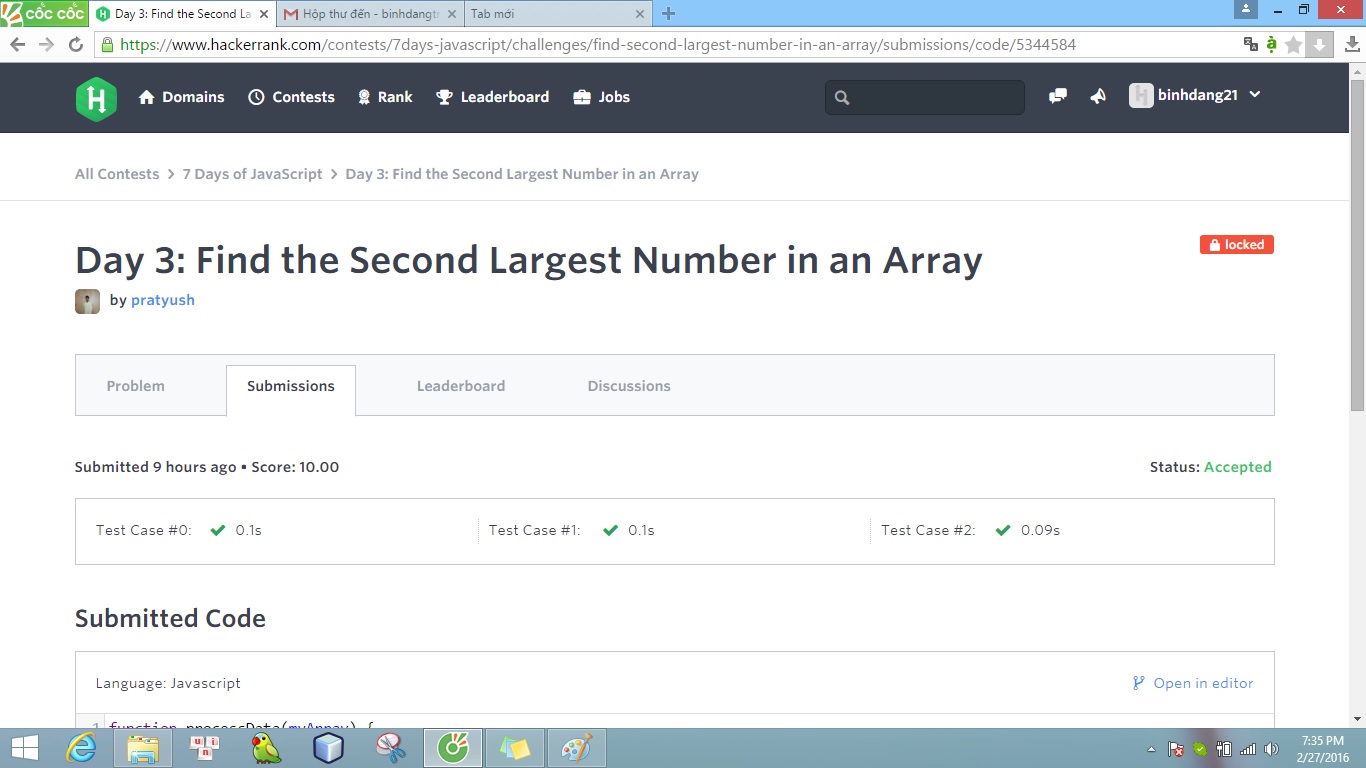 cốc cốc
Day 3: Find the Second La
Hộp thư đến - binhdangt
Tab mới
https://www.hackerrank.com/contests/7days-javascript/challenges/find-second-largest-number-in-an-array/submissions/code/5344584
H
Domains
Contests
Rank
Leaderboard
Jobs
binhdang21
All Contests > 7 Days of JavaScript > Day 3: Find the Second Largest Number in an Array
Day 3: Find the Second Largest Number in an Array
locked
by pratyush
Problem
Submissions
Leaderboard
Discussions
Submitted 9 hours ago ▪ Score: 10.00
Status: Accepted
Test Case #0: 0.1s
Test Case #1: 0.1s
Test Case #2: 0.09s
Submitted Code
Language: Javascript
Open in editor
1 function processData(myArray) {
7:35 PM
2/27/2016